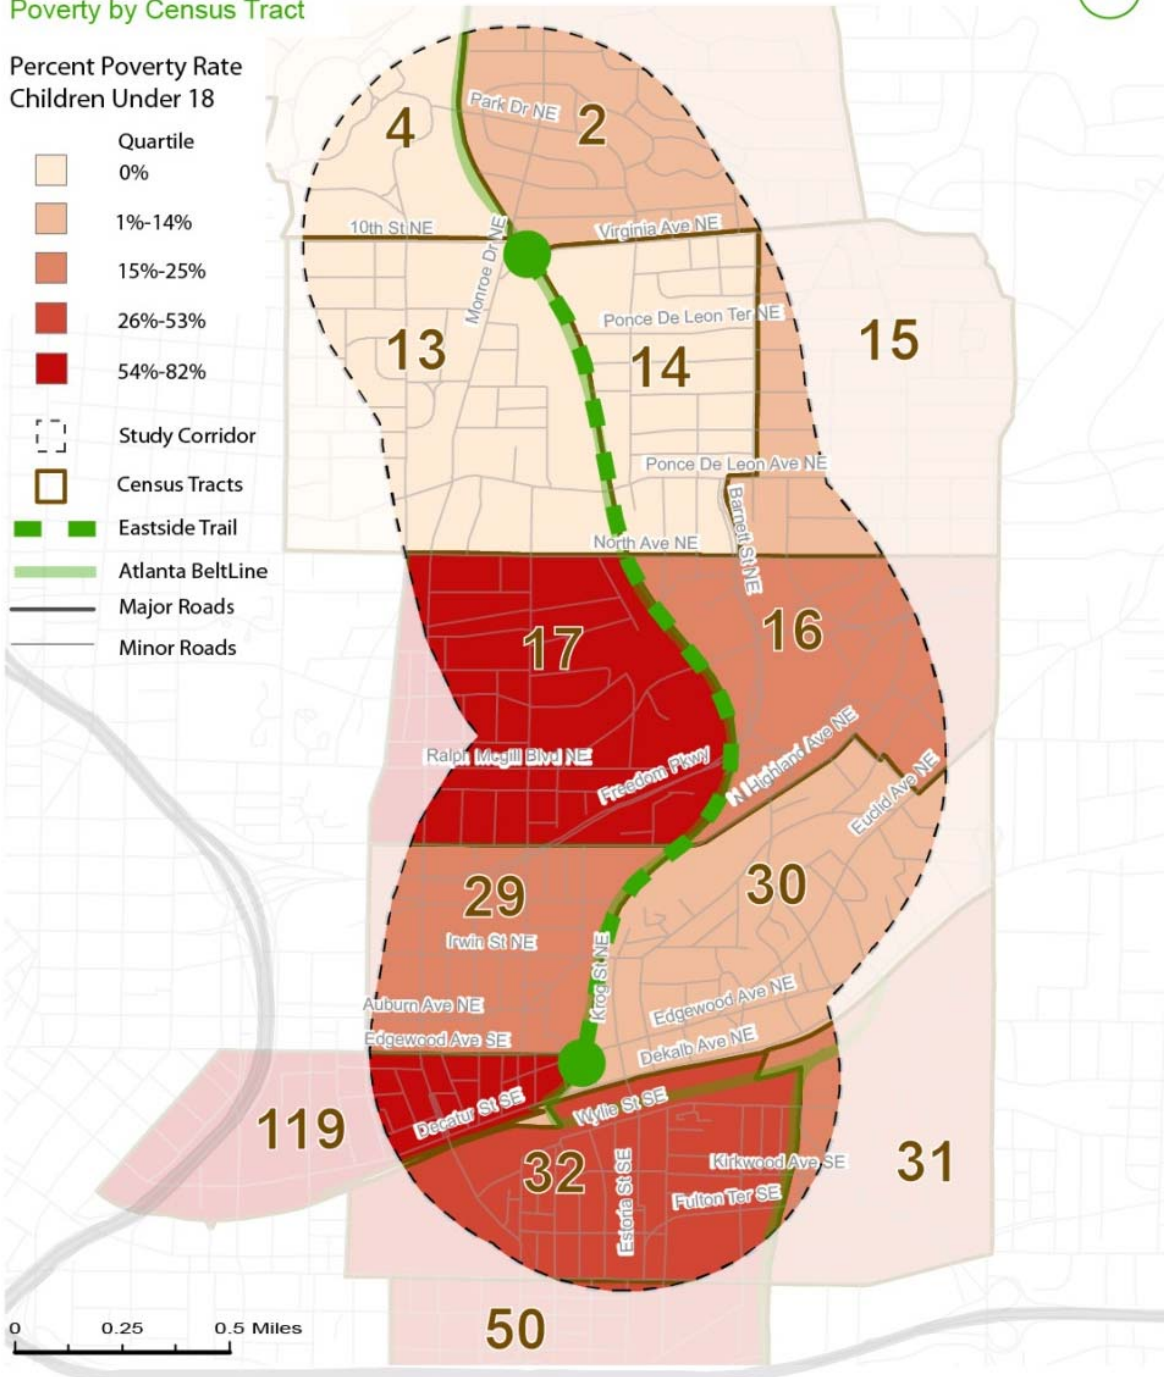 Poverty by Census Tract
Percent Poverty Rate
Children Under 18
Quartile
0%
1%-14%
15%-25%
26%-53%
54%-82%
Study Corridor
Census Tracts
Eastside Trail
Atlanta BeltLine
Major Roads
Minor Roads
Park Dr NE
4
2
10th St NE
Monroe Dr NE
Virginia Ave NE
Ponce De Leon Ter NE
13
14
15
Ponce De Leon Ave NE
Barnett St NE
North Ave NE
17
16
Ralph Mcgill Blvd NE
Freedom Pkwy
N Highland Ave NE
Euclid Ave NE
29
30
Irwin St NE
Krog St NE
Auburn Ave NE
Edgewood Ave NE
Edgewood Ave SE
Dekalb Ave NE
Decatur St SE
Wylie St SE
119
32
31
Kirkwood Ave SE
Estoria St SE
Fulton Ter SE
50
0 0.25 0.5 Miles